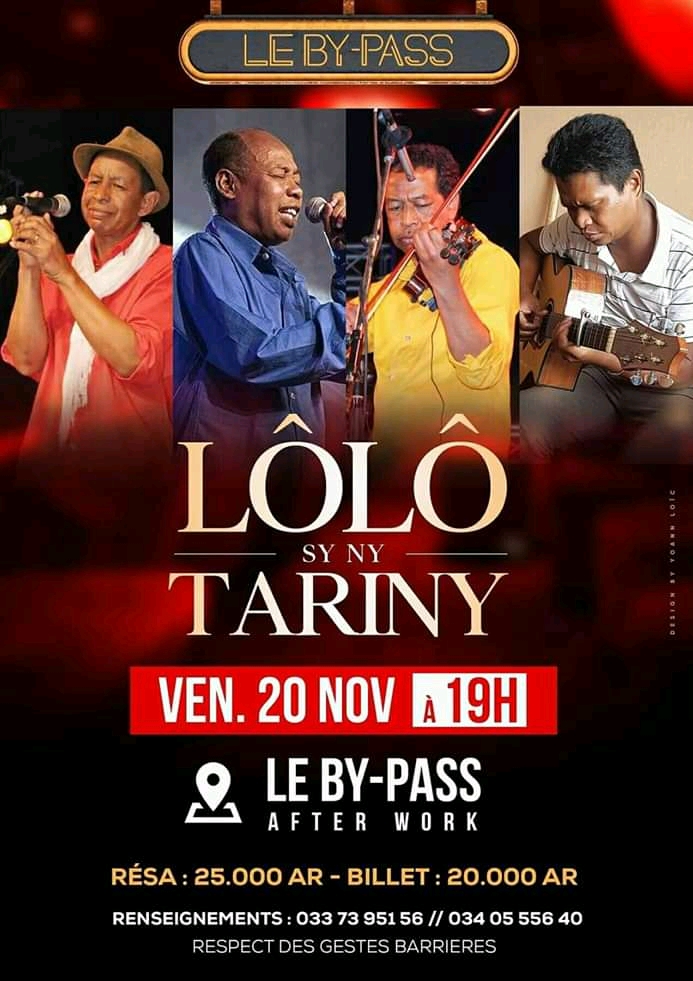 LE BY-PASS
LÔLÔ
SY NY
TARINY
DESIGN BY YOANN LOÏC
VEN. 20 NOV À 19H
LE BY-PASS
AFTER WORK
RÉSA : 25.000 AR - BILLET : 20.000 AR
RENSEIGNEMENTS : 033 73 951 56 // 034 05 556 40
RESPECT DES GESTES BARRIERES